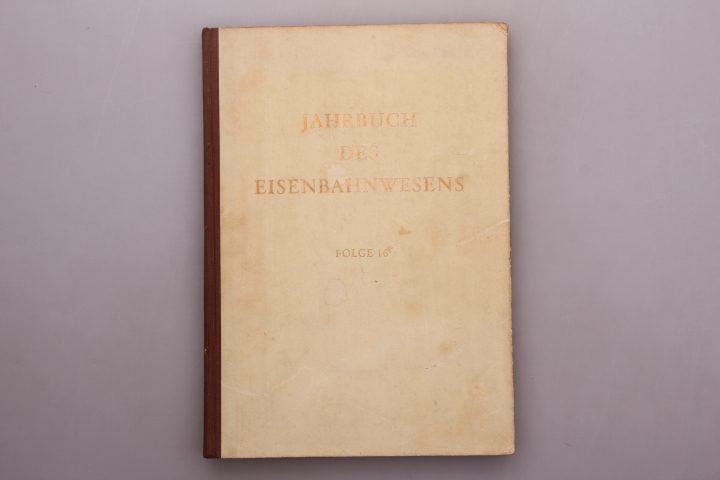 JAHRBUCH
DES
EISENBAHNWESENS
FOLGE 16